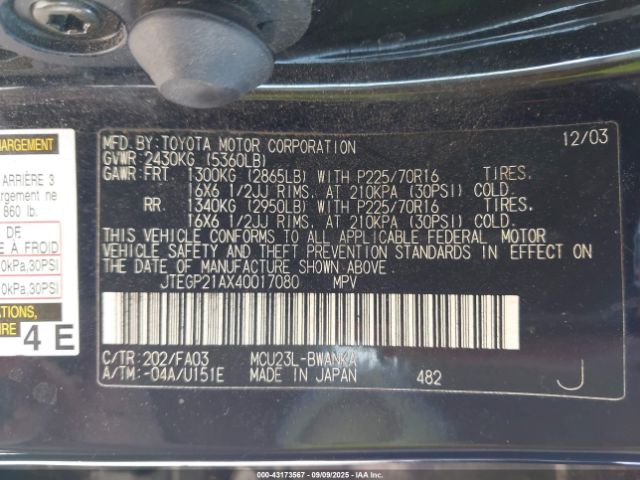 MFD.BY:TOYOTA MOTOR CORPORATION 12/03
GVWR:2430KG (5360LB)
GAWR:FRT 1300KG (2865LB) WITH P225/70R16 TIRES.
16X6 1/2JJ RIMS, AT 210KPA (30PSI) COLD.
RR 1340KG (2950LB) WITH P225/70R16 TIRES.
16X6 1/2JJ RIMS, AT 210KPA (30PSI) COLD.
THIS VEHICLE CONFORMS TO ALL APPLICABLE FEDERAL MOTOR
VEHICLE SAFETY AND THEFT PREVENTION STANDARDS IN EFFECT ON
THE DATE OF MANUFACTURE SHOWN ABOVE.
JTEGP21AX40017080 MPV
C/TR:202/FA03 MCU23L-BWANKA
A/TM:-04A/U151E MADE IN JAPAN 482 J
HARGEMENT
ARRIÈRE 3
argement ne
860 lb.
DE
E À FROID
0kPa,30PSI
0kPa,30PSI
ATIONS,
IRE
4 E
43173567 - 09/09/2025 - IAA Inc.